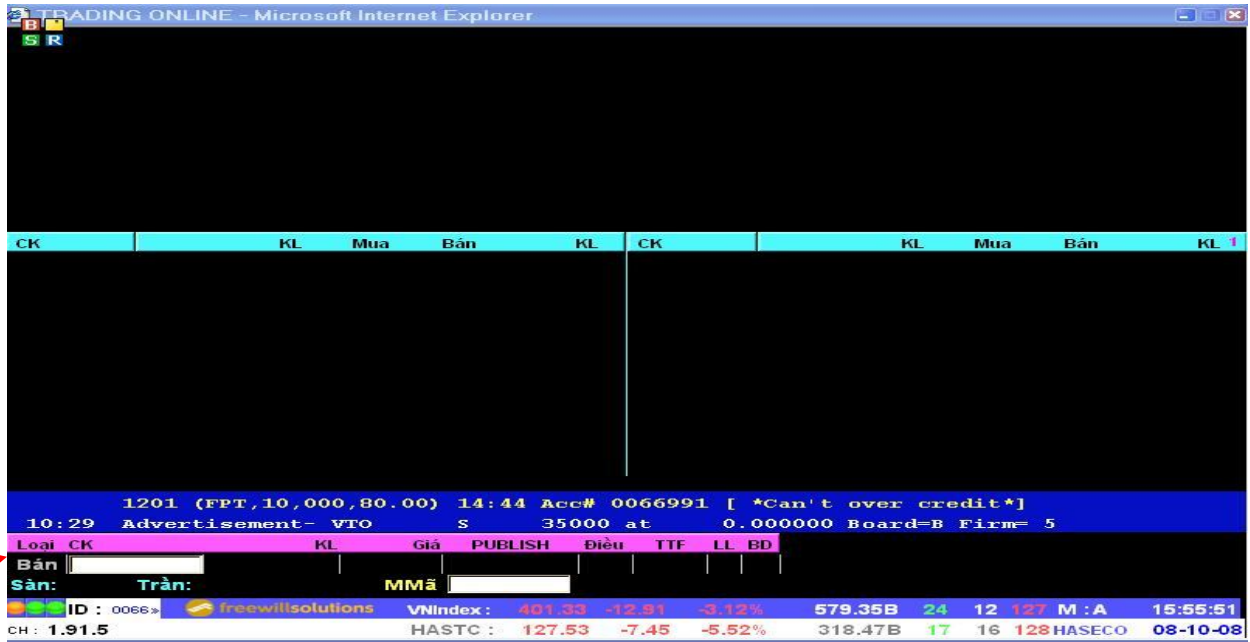 TRADING ONLINE - Microsoft Internet Explorer
B
S R
CK KL Mua Bán KL CK KL Mua Bán KL 1
1201 (FPT,10,000,80.00) 14:44 Acc# 0066991 [ *Can't over credit*]
10:29 Advertisement- VTO S 35000 at 0.000000 Board=B Firm= 5
Loại CK KL Giá PUBLISH Điều TTF LL BD
Bán
Sàn: Trần: MMã
ID : 0066» freewillsolutions VNIndex : 401.33 -12.91 -3.12% 579.35B 24 12 127 M : A 15:55:51
CH : 1.91.5 HASTC : 127.53 -7.45 -5.52% 318.47B 17 16 128 HASECO 08-10-08